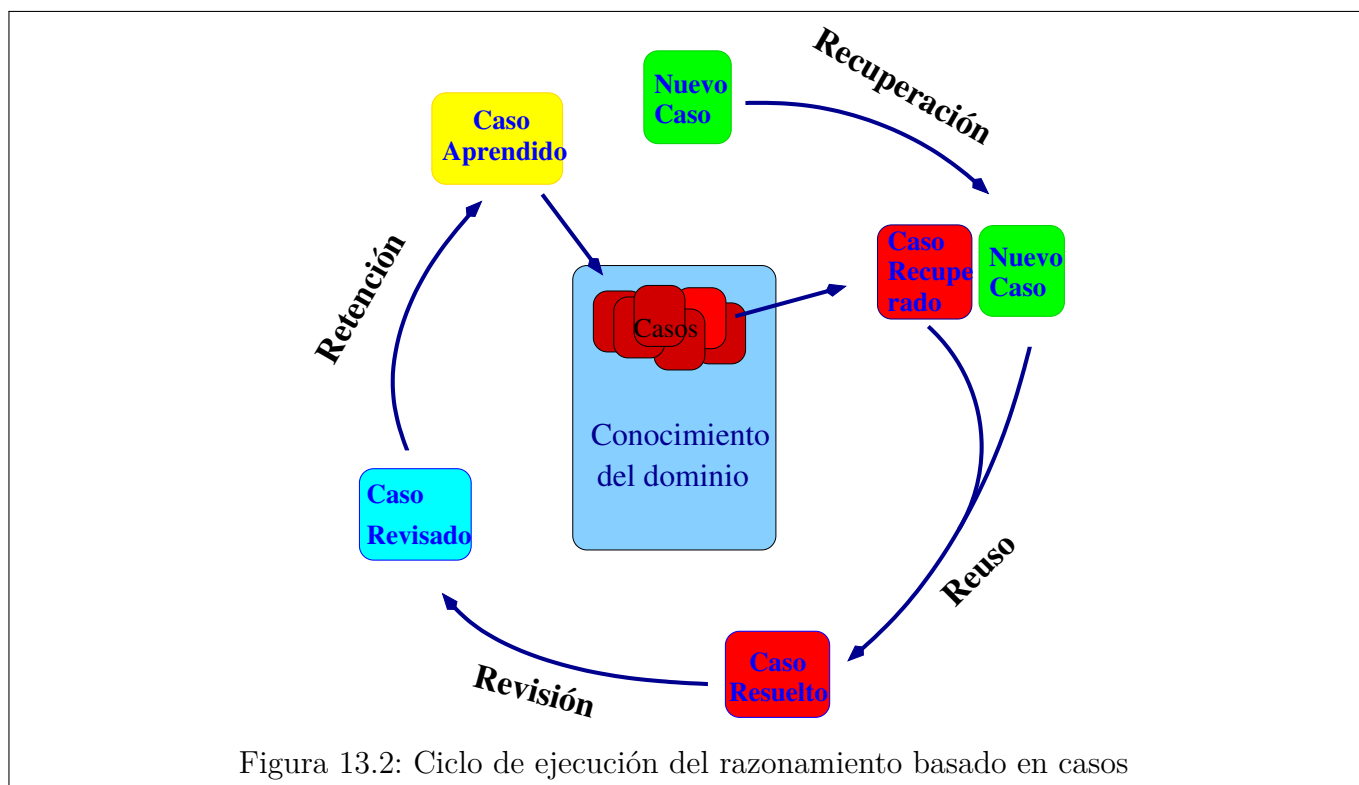 Recuperación
Nuevo
Caso
Caso
Aprendido
Caso
Recupe
rado
Nuevo
Caso
Retención
Casos
Conocimiento
del dominio
Caso
Revisado
Reuso
Caso
Resuelto
Revisión
Figura 13.2: Ciclo de ejecución del razonamiento basado en casos